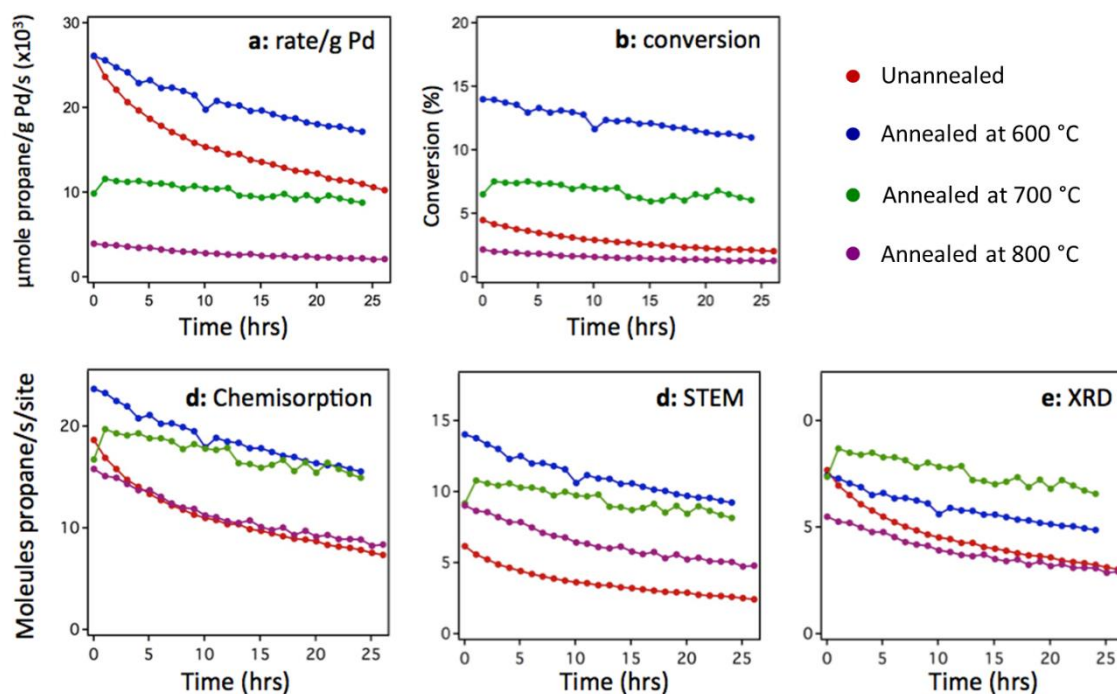 a: rate/g Pd
µmole propane/g Pd/s (x10³)
30
20
10
0
0 5 10 15 20 25
Time (hrs)
b: conversion
Conversion (%)
20
15
10
5
0
0 5 10 15 20 25
Time (hrs)
Unannealed
Annealed at 600 °C
Annealed at 700 °C
Annealed at 800 °C
d: Chemisorption
Molecules propane/s/site
20
10
0
0 5 10 15 20 25
Time (hrs)
d: STEM
15
10
5
0
0 5 10 15 20 25
Time (hrs)
e: XRD
0
5
0
0 5 10 15 20 25
Time (hrs)